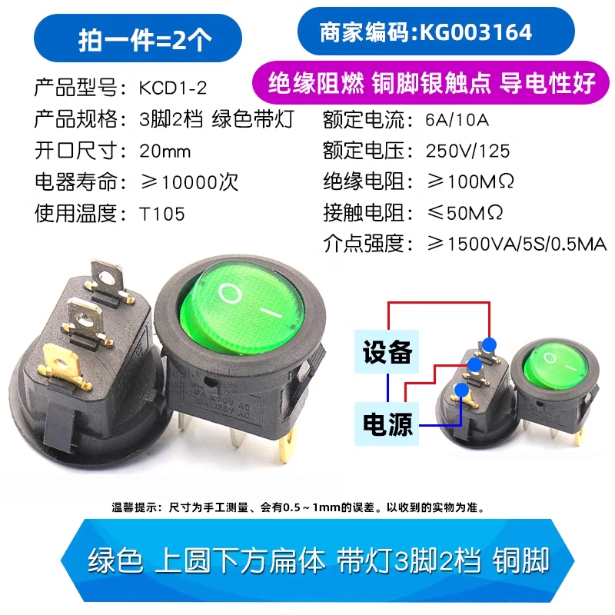 拍一件=2个
商家编码:KG003164
绝缘阻燃 铜脚银触点 导电性好
产品型号: KCD1-2
产品规格: 3脚2档 绿色带灯
开口尺寸: 20mm
电器寿命: ≥10000次
使用温度: T105
额定电流: 6A/10A
额定电压: 250V/125
绝缘电阻: ≥100MΩ
接触电阻: ≤50MΩ
介点强度: ≥1500VA/5S/0.5MA
设备
电源
温馨提示: 尺寸为手工测量、会有0.5~1mm的误差。以收到的实物为准。
绿色 上圆下方扁体 带灯3脚2档 铜脚